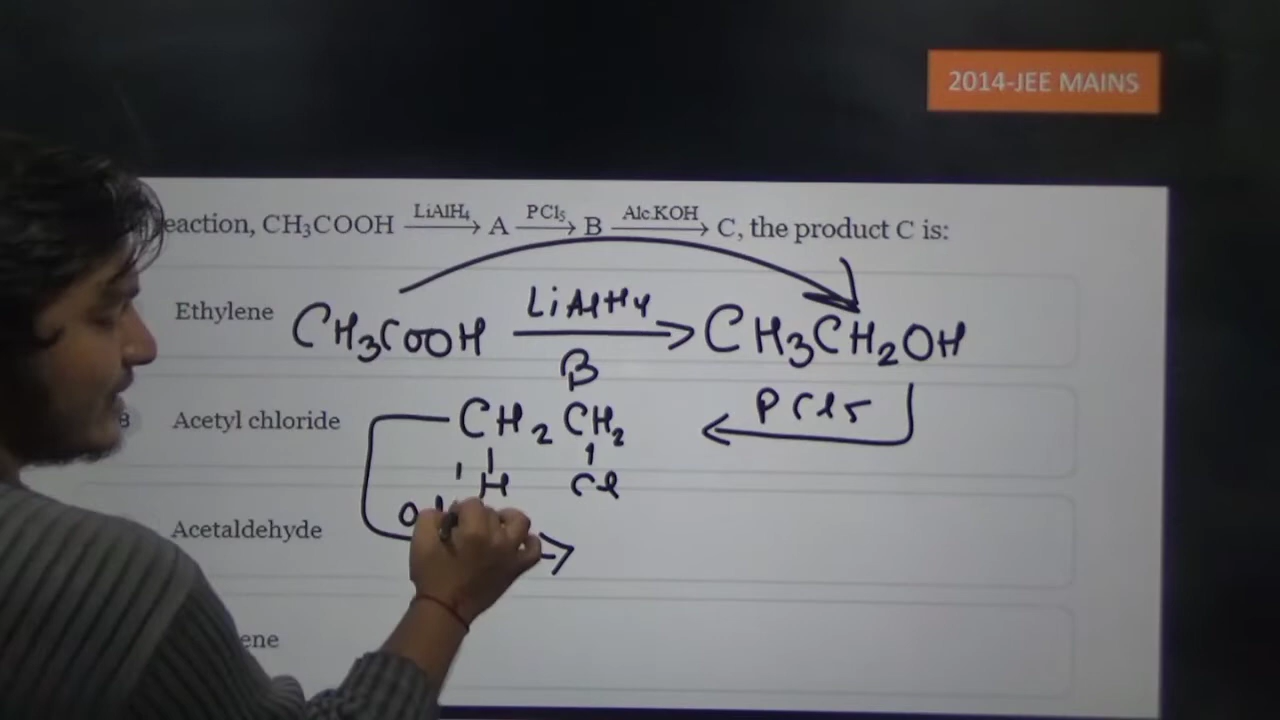 2014-JEE MAINS
eaction, CH₃COOH LiAlH₄ → A PCl₅ → B Alc.KOH → C, the product C is:
Ethylene
CH₃COOH LiAlH₄ → CH₃CH₂OH
B
PCl₅
Acetyl chloride
CH₂CH₂
H Cl
Acetaldehyde
ene